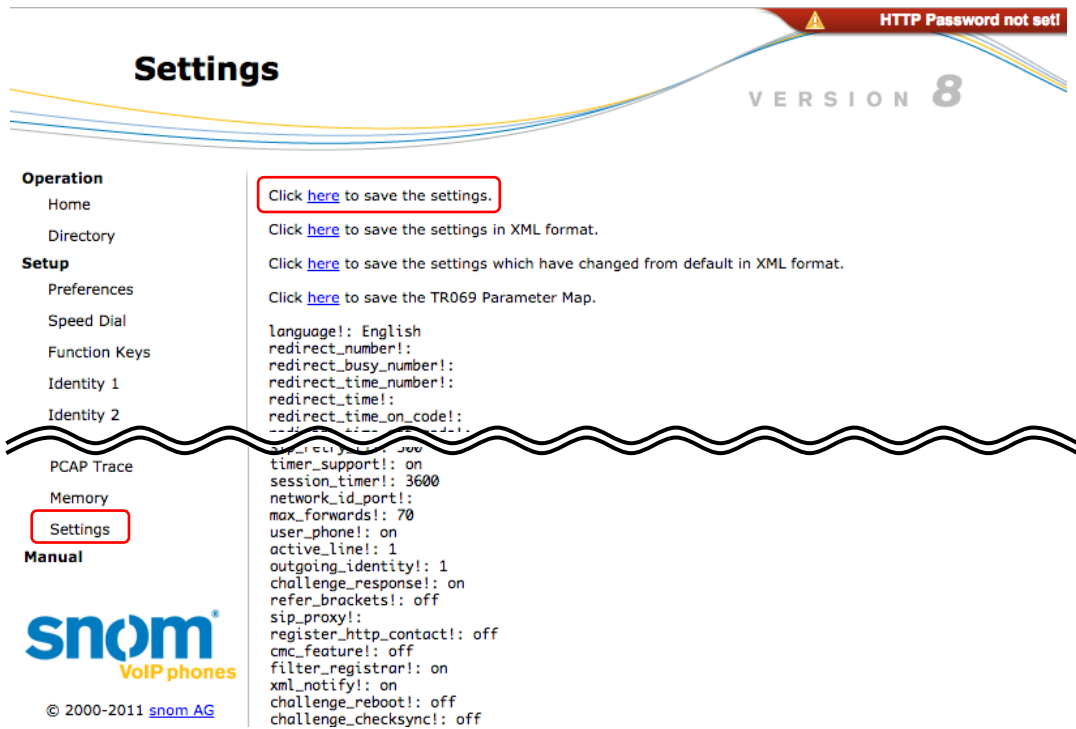 HTTP Password not set!
Settings
VERSION 8
Operation
Home
Directory
Setup
Preferences
Speed Dial
Function Keys
Identity 1
Identity 2
PCAP Trace
Memory
Settings
Manual
snom
VoIP phones
© 2000-2011 snom AG
Click here to save the settings.
Click here to save the settings in XML format.
Click here to save the settings which have changed from default in XML format.
Click here to save the TR069 Parameter Map.
language!: English
redirect_number!:
redirect_busy_number!:
redirect_time_number!:
redirect_time!:
redirect_time_on_code!:
timer_support!: on
session_timer!: 3600
network_id_port!:
max_forwards!: 70
user_phone!: on
active_line!: 1
outgoing_identity!: 1
challenge_response!: on
refer_brackets!: off
sip_proxy!:
register_http_contact!: off
cmc_feature!: off
filter_registrar!: on
xml_notify!: on
challenge_reboot!: off
challenge_checksync!: off